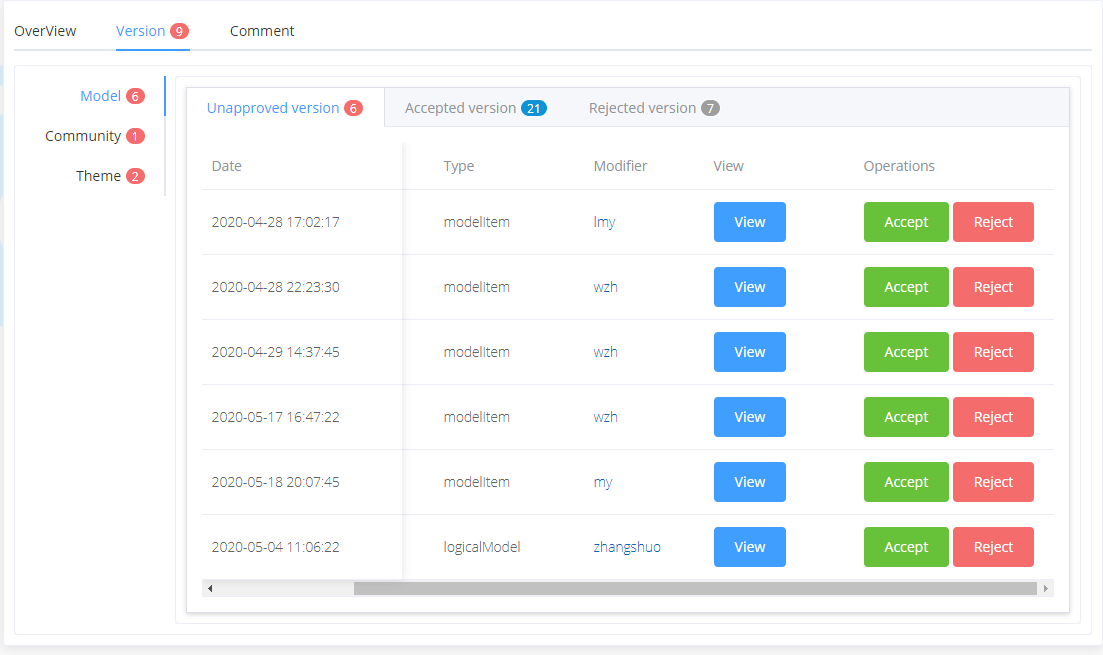 OverView Version 9 Comment
Model 6
Community 1
Theme 2
Unapproved version 6 Accepted version 21 Rejected version 7
Date Type Modifier View Operations
2020-04-28 17:02:17 modelItem lmy View Accept Reject
2020-04-28 22:23:30 modelItem wzh View Accept Reject
2020-04-29 14:37:45 modelItem wzh View Accept Reject
2020-05-17 16:47:22 modelItem wzh View Accept Reject
2020-05-18 20:07:45 modelItem my View Accept Reject
2020-05-04 11:06:22 logicalModel zhangshuo View Accept Reject